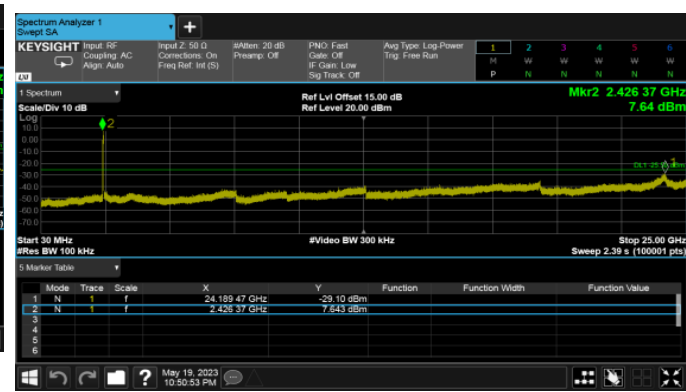 Spectrum Analyzer 1
Swept SA
+
KEYSIGHT Input: RF Input Z: 50 Ω #Atten: 20 dB PNO: Fast Avg Type: Log-Power 1 2 3 4 5 6
Coupling: AC Corrections: On Preamp: Off Gate: Off Trig: Free Run M W W W W W
Align: Auto Freq Ref: Int (S) IF Gain: Low
LXI Sig Track: Off P N N N N N
1 Spectrum Ref Lvl Offset 15.00 dB Mkr2 2.426 37 GHz
Scale/Div 10 dB Ref Level 20.00 dBm 7.64 dBm
Log
10.0
0.00
-10.0
-20.0
-30.0
-40.0
-50.0
-60.0
-70.0
2
1
Start 30 MHz #Video BW 300 kHz Stop 25.00 GHz
#Res BW 100 kHz Sweep 2.39 s (100001 pts)
5 Marker Table
Mode Trace Scale X Y Function Function Width Function Value
1 N 1 f 24.189 47 GHz -29.10 dBm
2 N 1 f 2.426 37 GHz 7.643 dBm
3
4
5
6
? May 19, 2023
10:50:53 PM